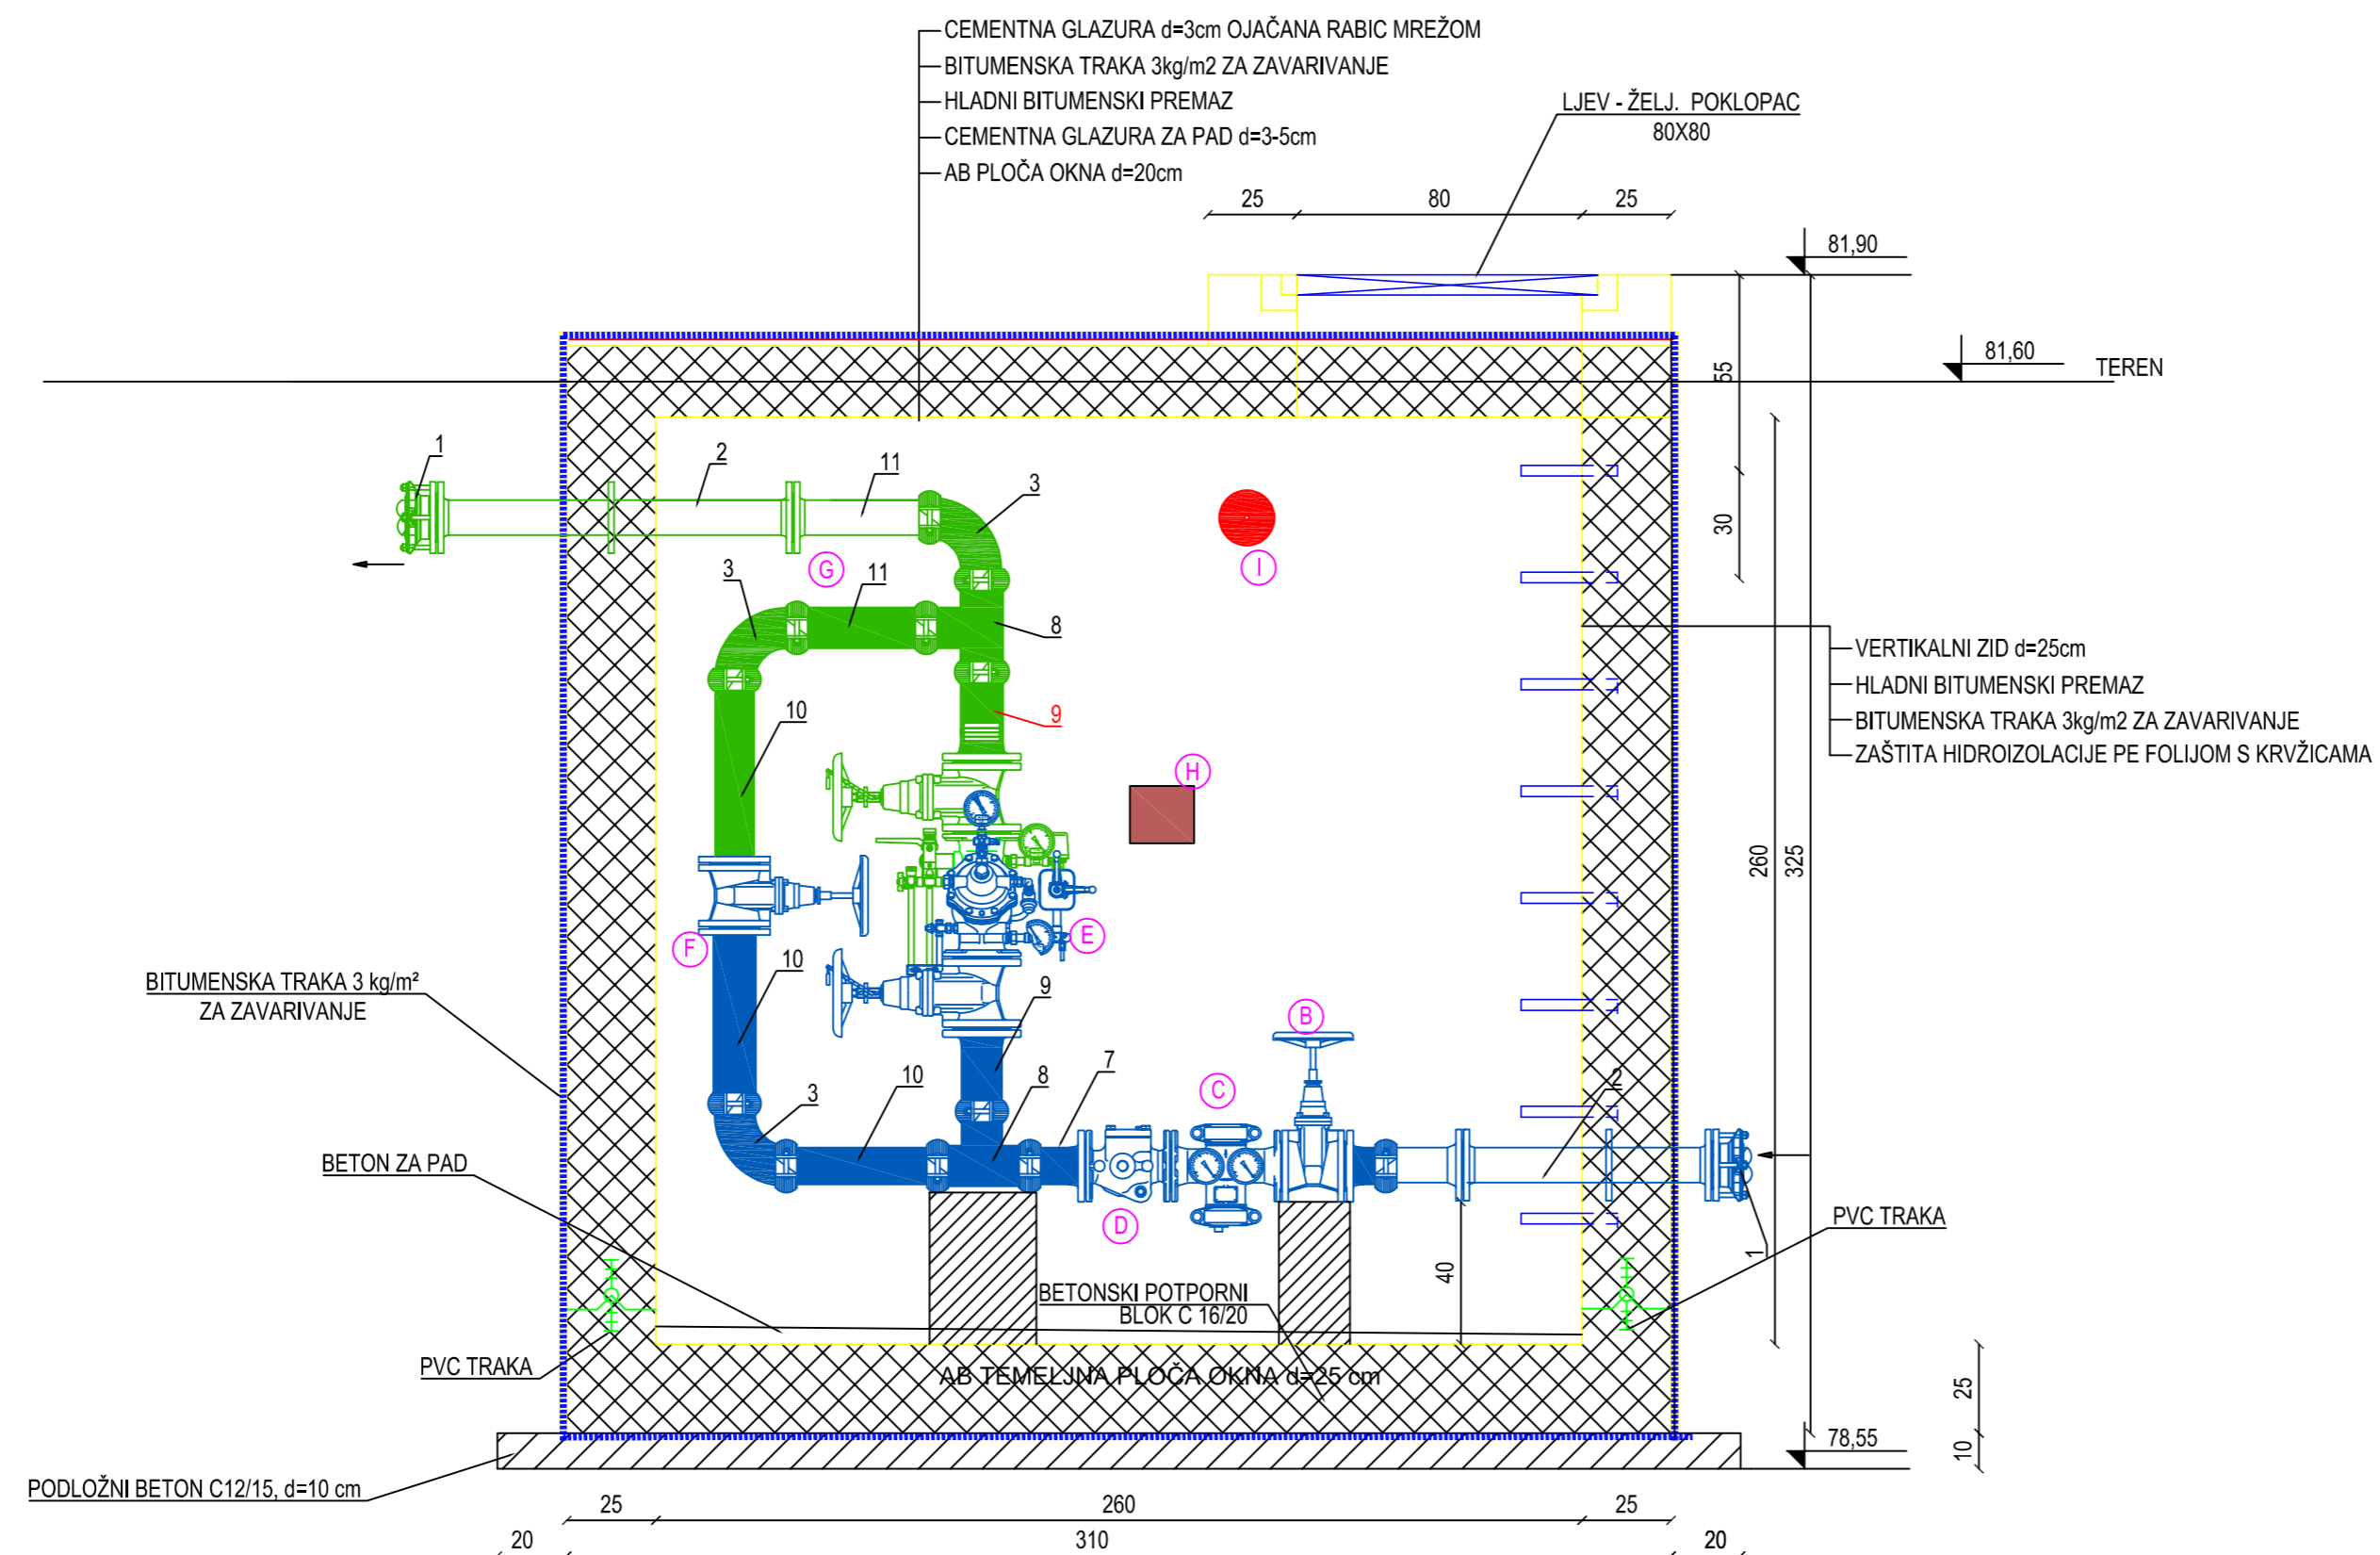 CEMENTNA GLAZURA d=3cm OJAČANA RABIC MREŽOM
BITUMENSKA TRAKA 3kg/m2 ZA ZAVARIVANJE
HLADNI BITUMENSKI PREMAZ
CEMENTNA GLAZURA ZA PAD d=3-5cm
AB PLOČA OKNA d=20cm
LJEV - ŽELJ. POKLOPAC
80X80
25
80
25
81,90
81,60
TEREN
55
30
1
2
11
3
I
G
3
11
8
VERTIKALNI ZID d=25cm
HLADNI BITUMENSKI PREMAZ
BITUMENSKA TRAKA 3kg/m2 ZA ZAVARIVANJE
ZAŠTITA HIDROIZOLACIJE PE FOLIJOM S KRVŽICAMA
10
9
H
260
325
E
F
BITUMENSKA TRAKA 3 kg/m²
ZA ZAVARIVANJE
10
9
B
10
8
7
C
2
3
BETON ZA PAD
D
PVC TRAKA
1
40
BETONSKI POTPORNI
BLOK C 16/20
PVC TRAKA
AB TEMELJNA PLOČA OKNA d=25 cm
25
78,55
10
PODLOŽNI BETON C12/15, d=10 cm
25
260
25
20
310
20